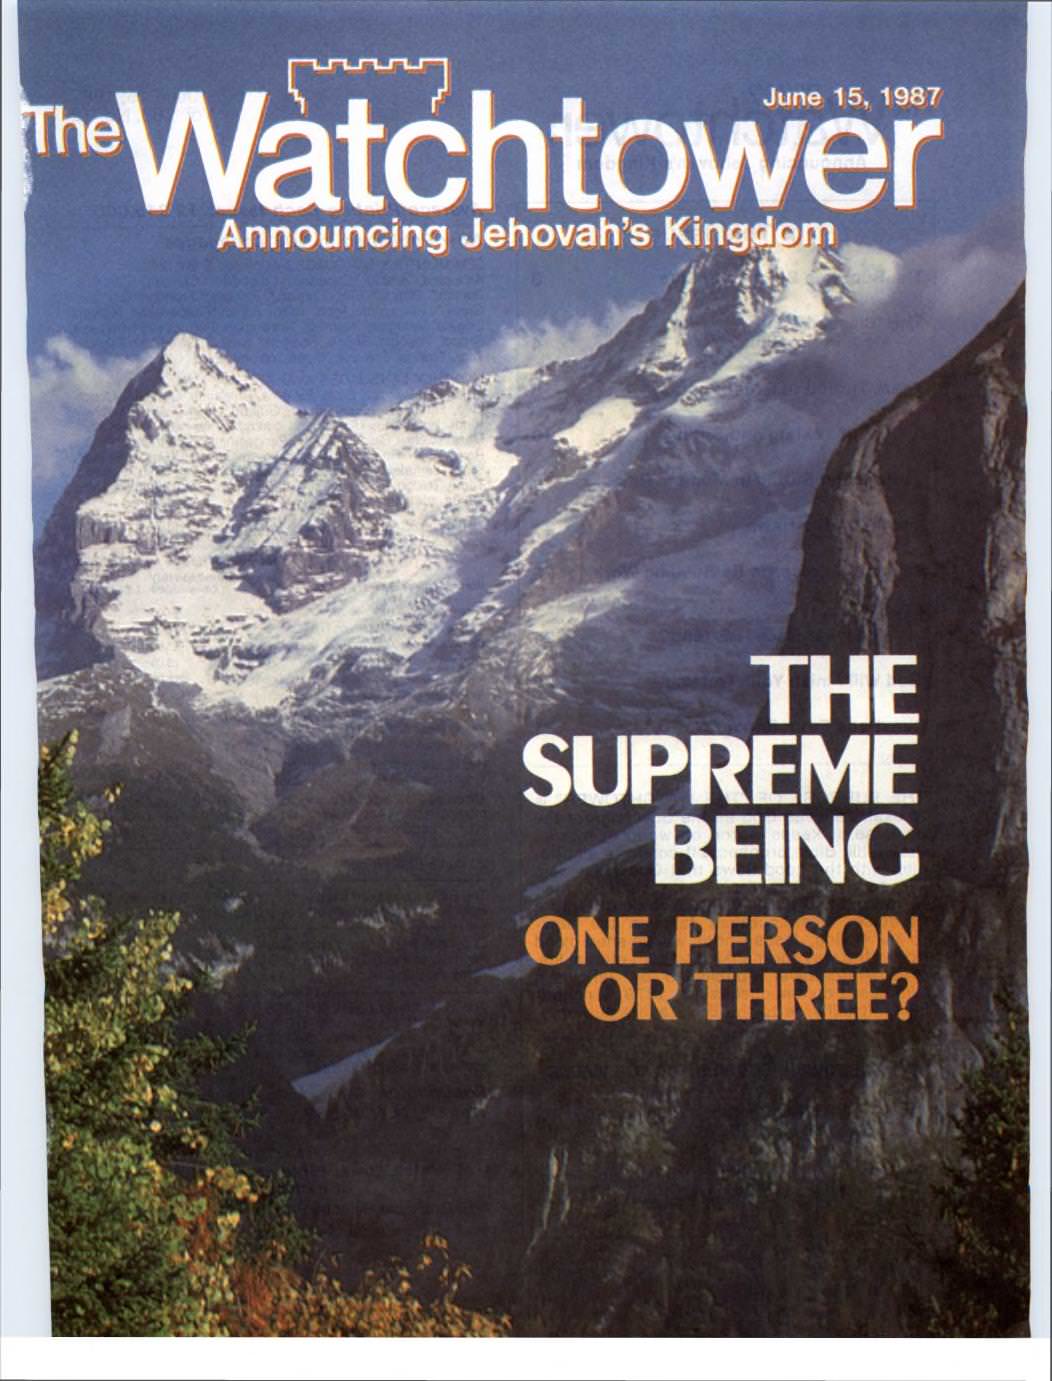 June 15, 1987
The Watchtower
Announcing Jehovah's Kingdom
THE
SUPREME
BEING
ONE PERSON
OR THREE?